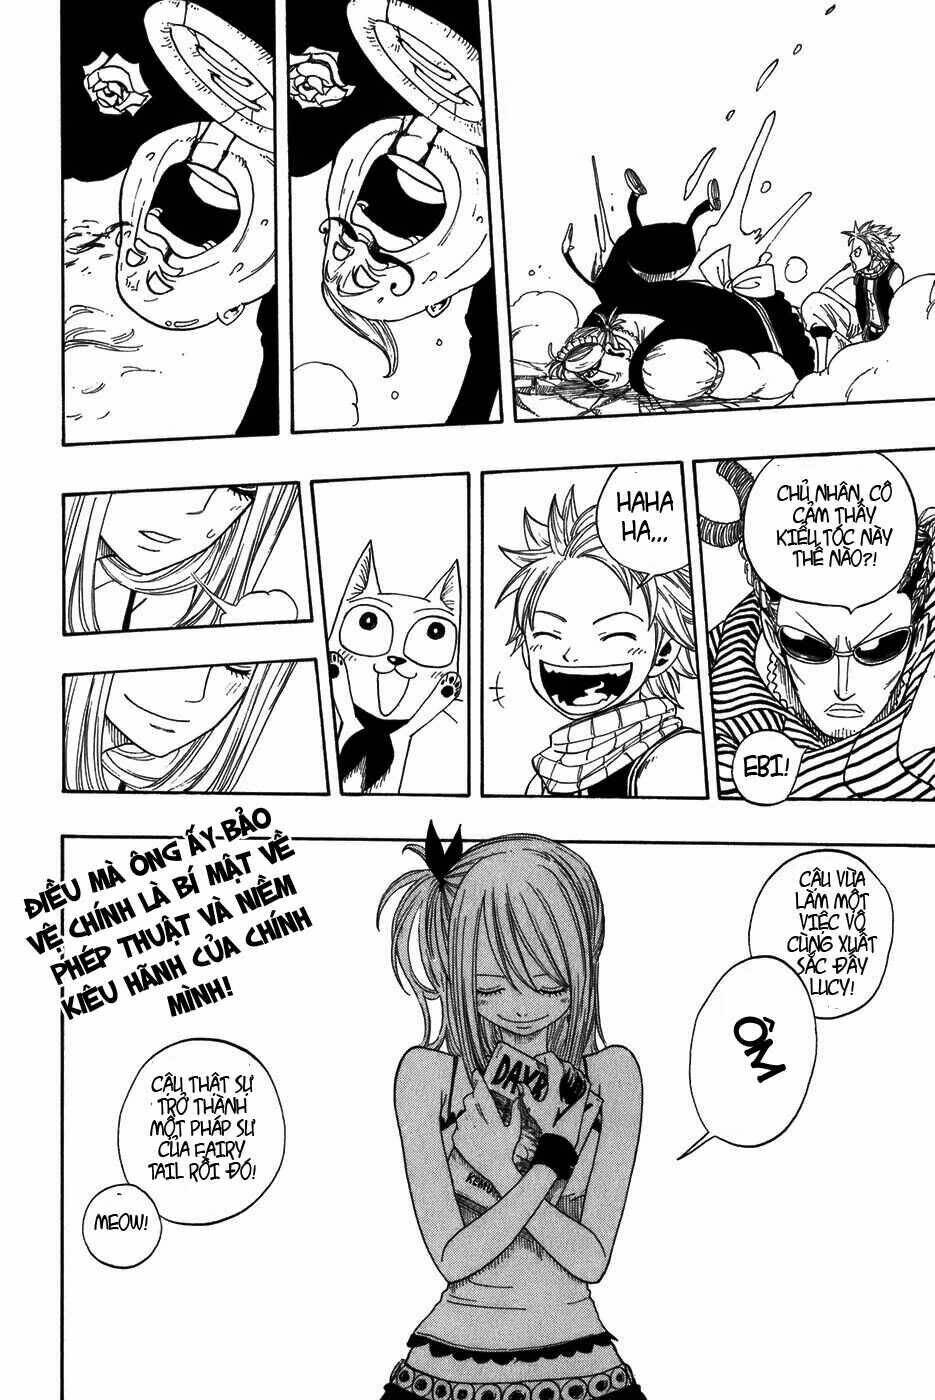 CHỦ NHÂN, CÔ
CẢM THẤY
KIỂU TÓC NÀY
THẾ NÀO?!
EBI!
HAHA
HA...
CẬU VỪA
LÀM MỘT
VIỆC VÔ
CÙNG XUẤT
SẮC ĐẤY
LUCY!
ỒM
ĐIỀU MÀ ÔNG ẤY BẢO
VỆ CHÍNH LÀ BÍ MẬT VỀ
PHÉP THUẬT VÀ NIỀM
KIÊU HÃNH CỦA CHÍNH
MÌNH!
CẬU THẬT SỰ
TRỞ THÀNH
MỘT PHÁP SƯ
CỦA FAIRY
TAIL RỒI ĐÓ!
MEOW!